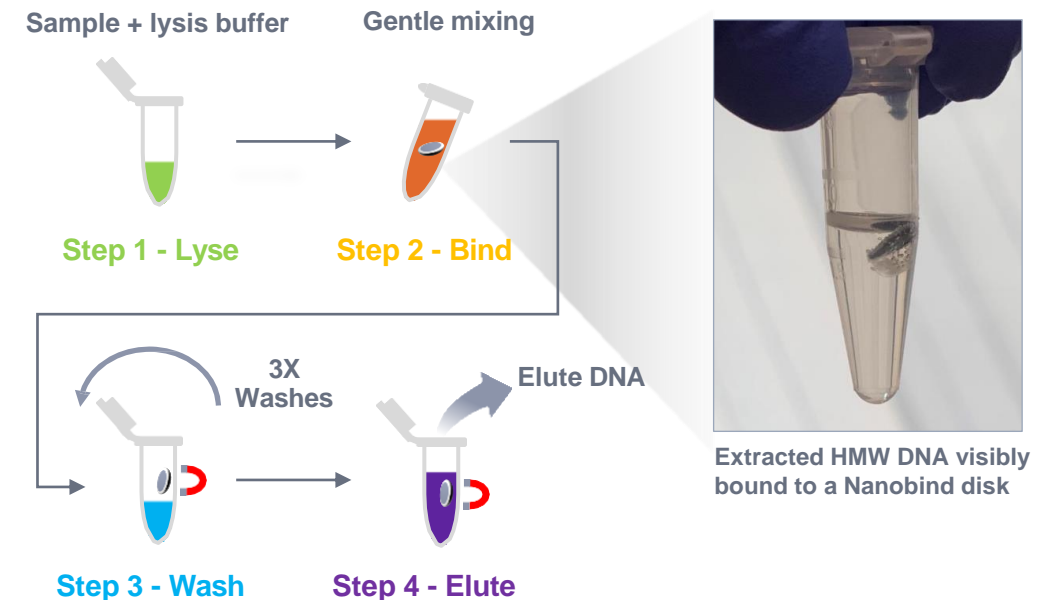 Sample + lysis buffer
Gentle mixing
Step 1 - Lyse
Step 2 - Bind
3X
Washes
Elute DNA
Step 3 - Wash
Step 4 - Elute
Extracted HMW DNA visibly
bound to a Nanobind disk